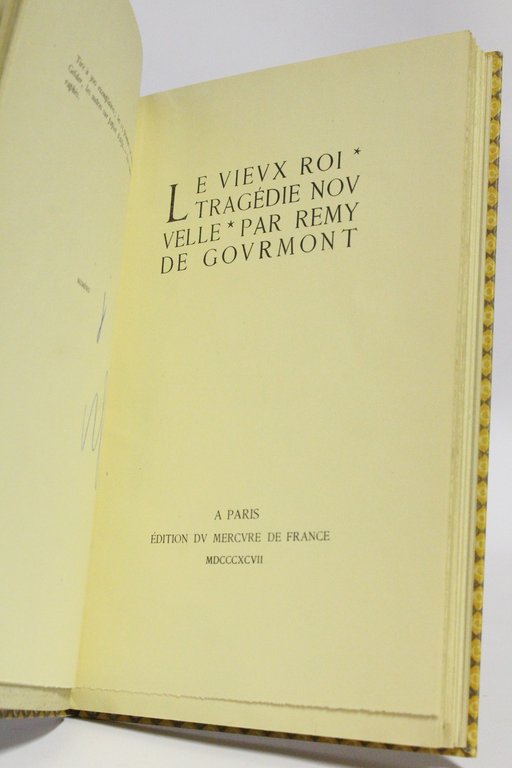 LE VIEVX ROI *
TRAGÉDIE NOV
VELLE * PAR REMY
DE GOVRMONT
A PARIS
ÉDITION DV MERCVRE DE FRANCE
MDCCCXCVII